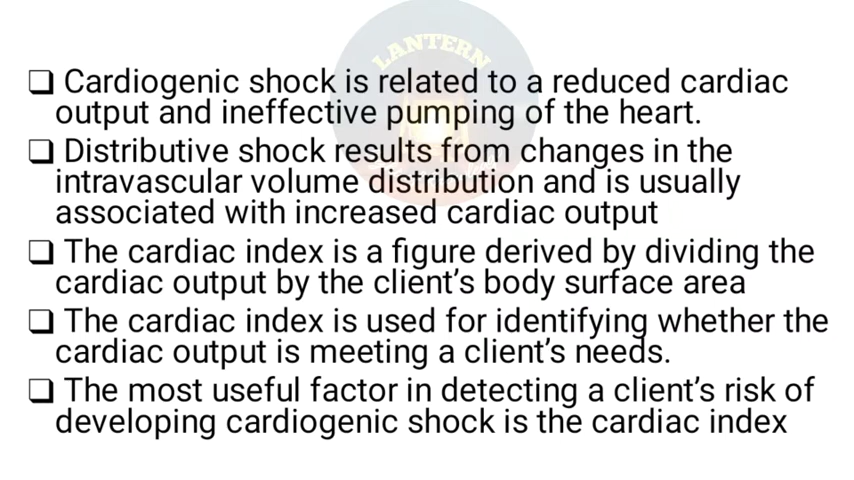 LANTERN
❑ Cardiogenic shock is related to a reduced cardiac
output and ineffective pumping of the heart.
❑ Distributive shock results from changes in the
intravascular volume distribution and is usually
associated with increased cardiac output
❑ The cardiac index is a figure derived by dividing the
cardiac output by the client’s body surface area
❑ The cardiac index is used for identifying whether the
cardiac output is meeting a client’s needs.
❑ The most useful factor in detecting a client’s risk of
developing cardiogenic shock is the cardiac index